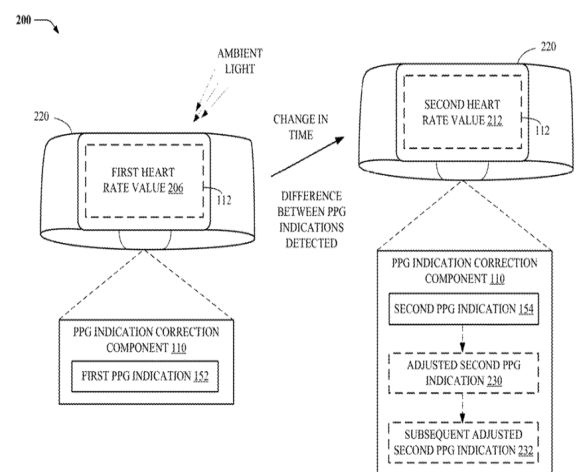 200
AMBIENT
LIGHT
220
FIRST HEART
RATE VALUE 206
112
PPG INDICATION CORRECTION
COMPONENT 110
FIRST PPG INDICATION 152
CHANGE IN
TIME
DIFFERENCE
BETWEEN PPG
INDICATIONS
DETECTED
220
SECOND HEART
RATE VALUE 212
112
PPG INDICATION CORRECTION
COMPONENT 110
SECOND PPG INDICATION 154
ADJUSTED SECOND PPG
INDICATION 230
SUBSEQUENT ADJUSTED
SECOND PPG INDICATION 232